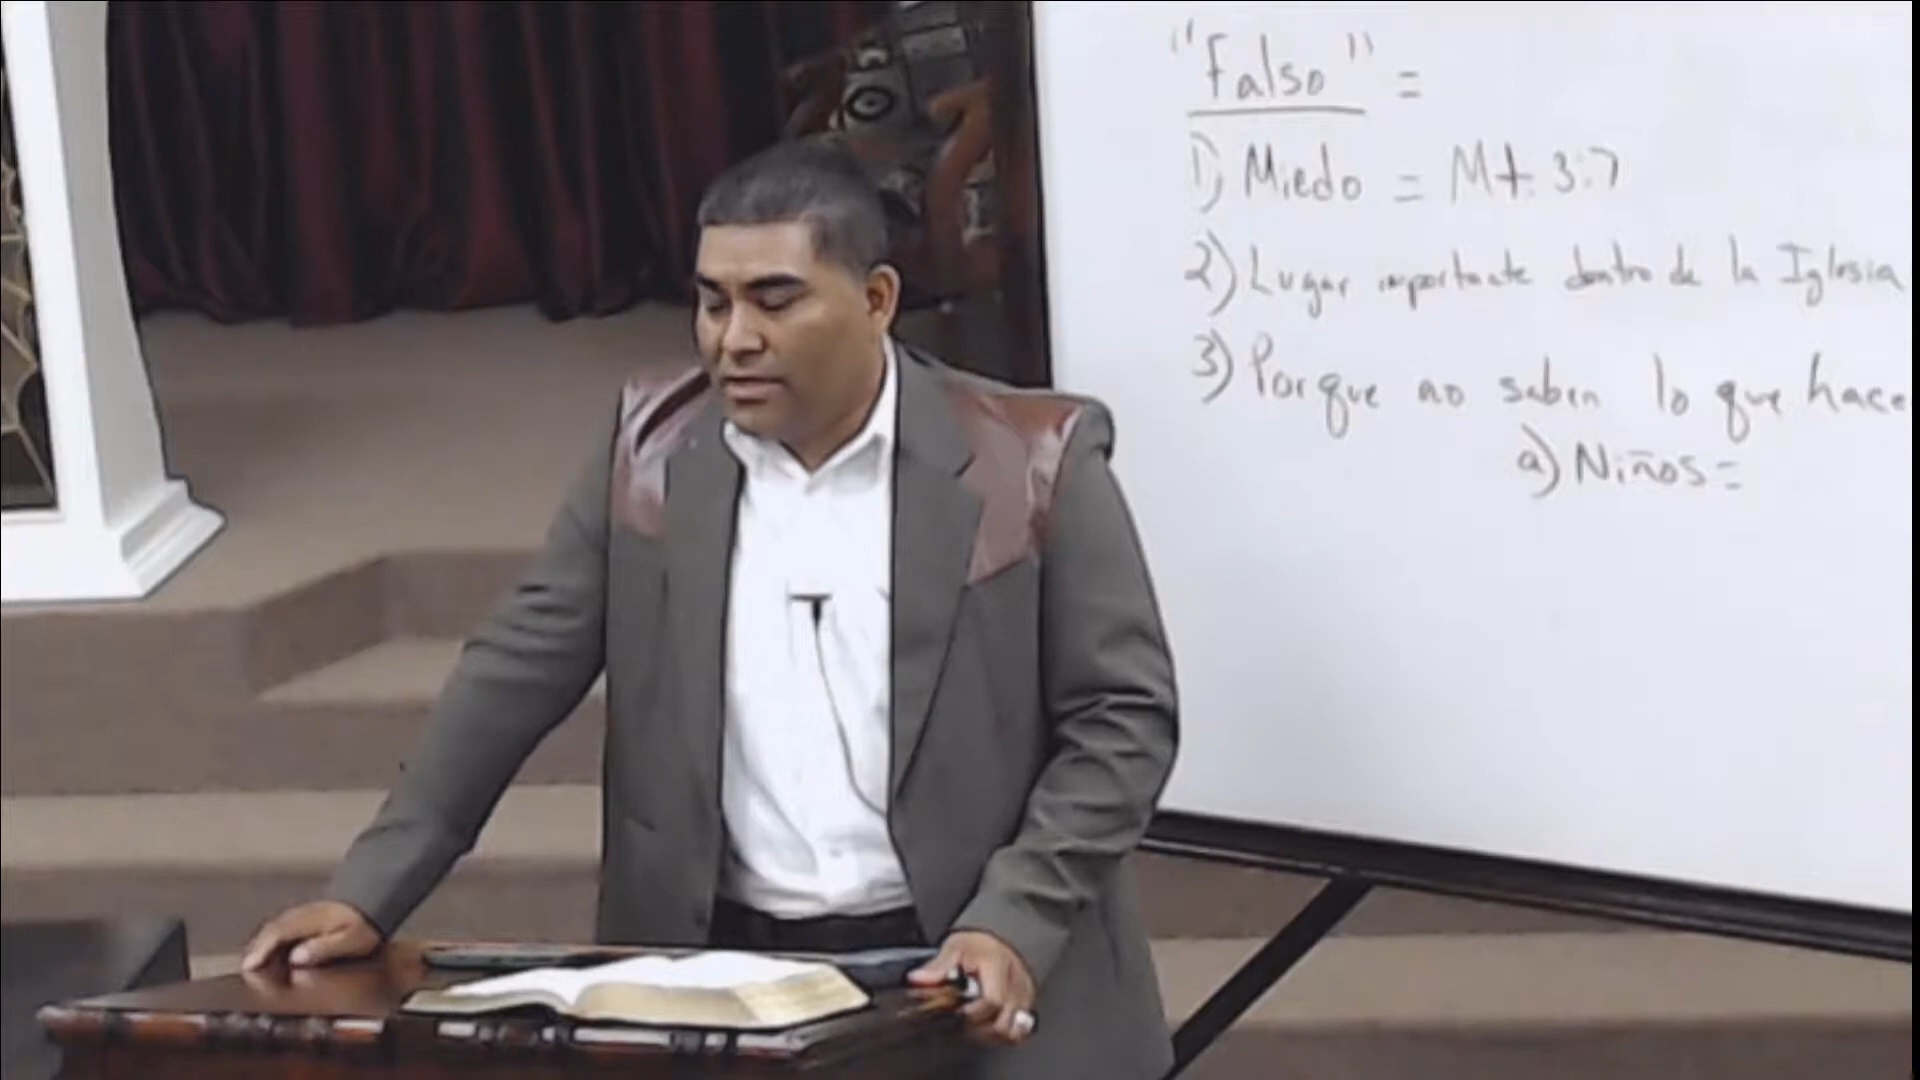 "Falso" =
1) Miedo = Mt. 3:7
2) Lugar importante dentro de la Iglesia
3) Porque no saben lo que hace
a) Niños =